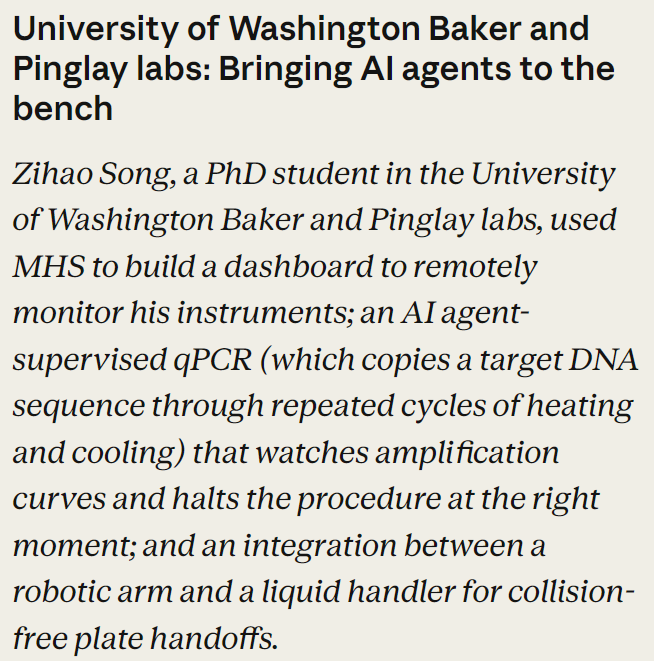 University of Washington Baker and
Pinglay labs: Bringing AI agents to the
bench
Zihao Song, a PhD student in the University
of Washington Baker and Pinglay labs, used
MHS to build a dashboard to remotely
monitor his instruments; an AI agent-
supervised qPCR (which copies a target DNA
sequence through repeated cycles of heating
and cooling) that watches amplification
curves and halts the procedure at the right
moment; and an integration between a
robotic arm and a liquid handler for collision-
free plate handoffs.